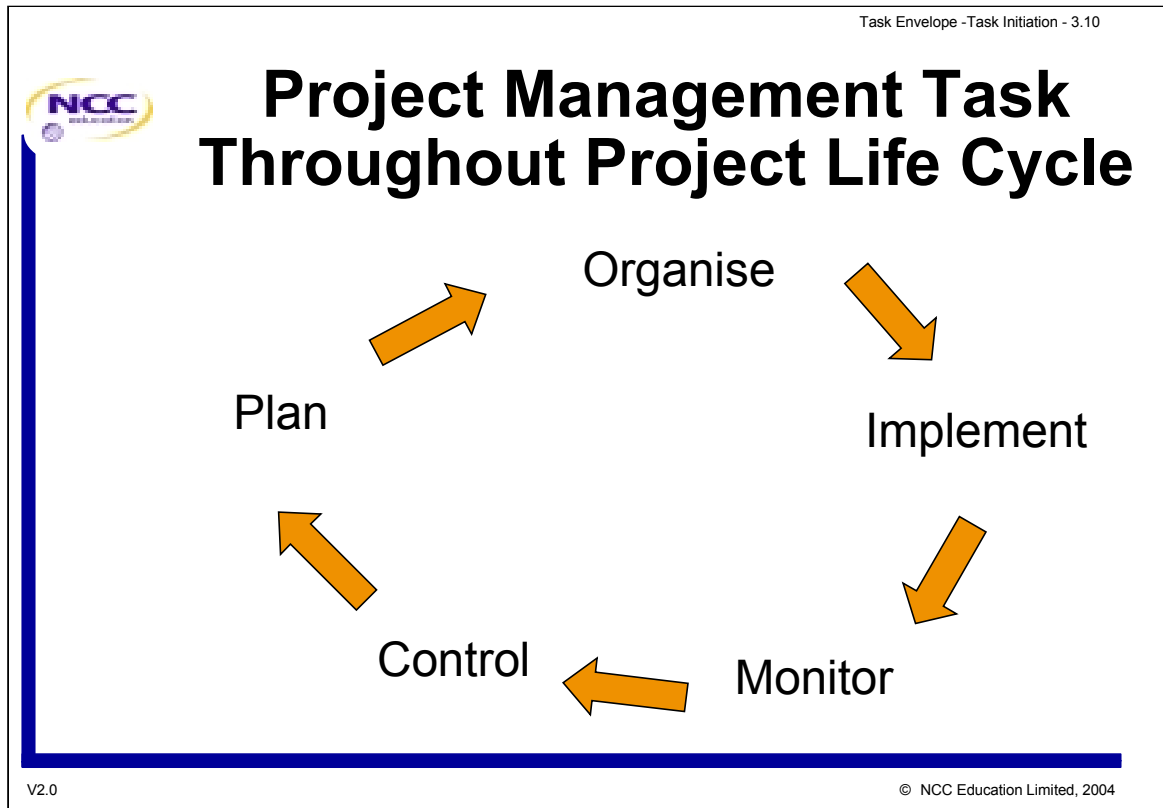 Task Envelope -Task Initiation - 3.10
NCC
education
Project Management Task
Throughout Project Life Cycle
Organise
Plan
Implement
Control
Monitor
V2.0
© NCC Education Limited, 2004